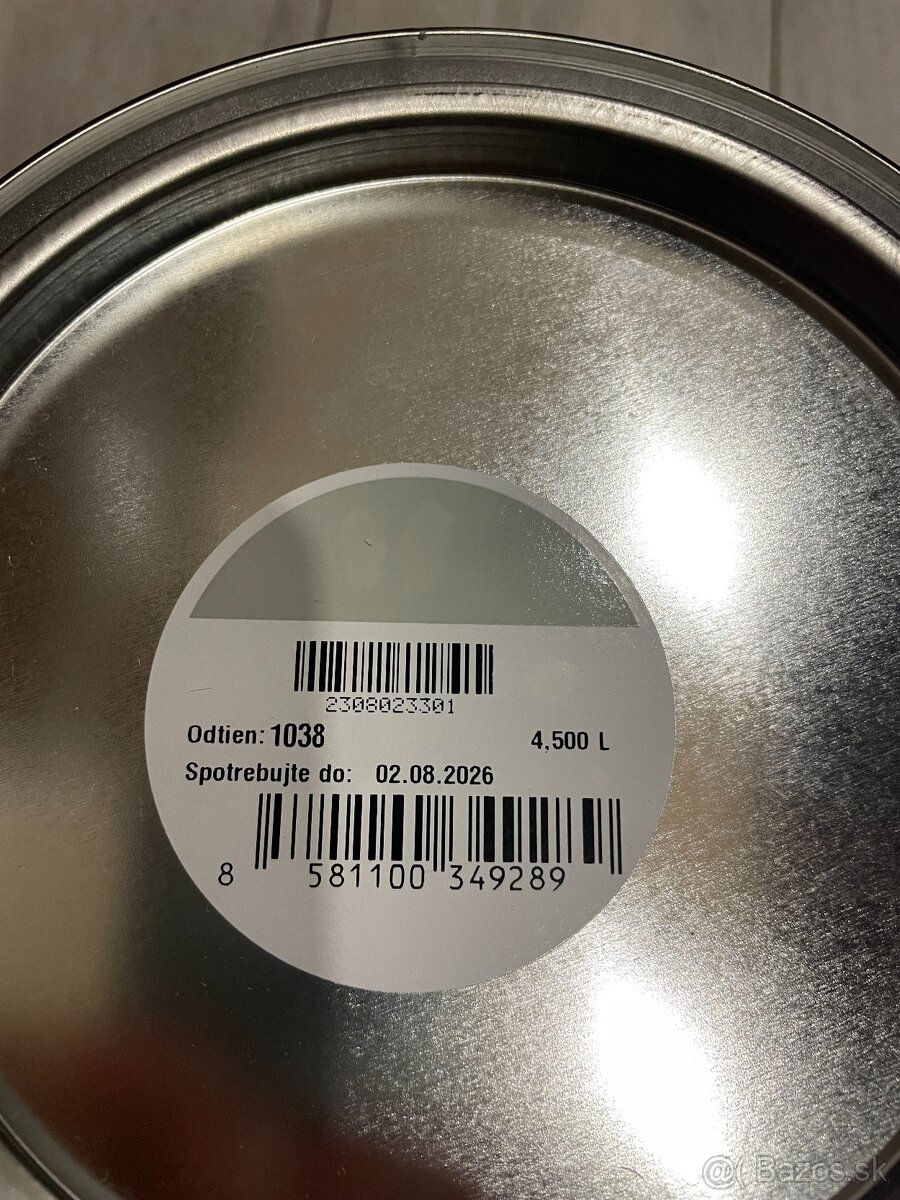 2308023301
Odtien: 1038 4,500 L
Spotrebujte do: 02.08.2026
8 581100 349289
@ Bazos.sk